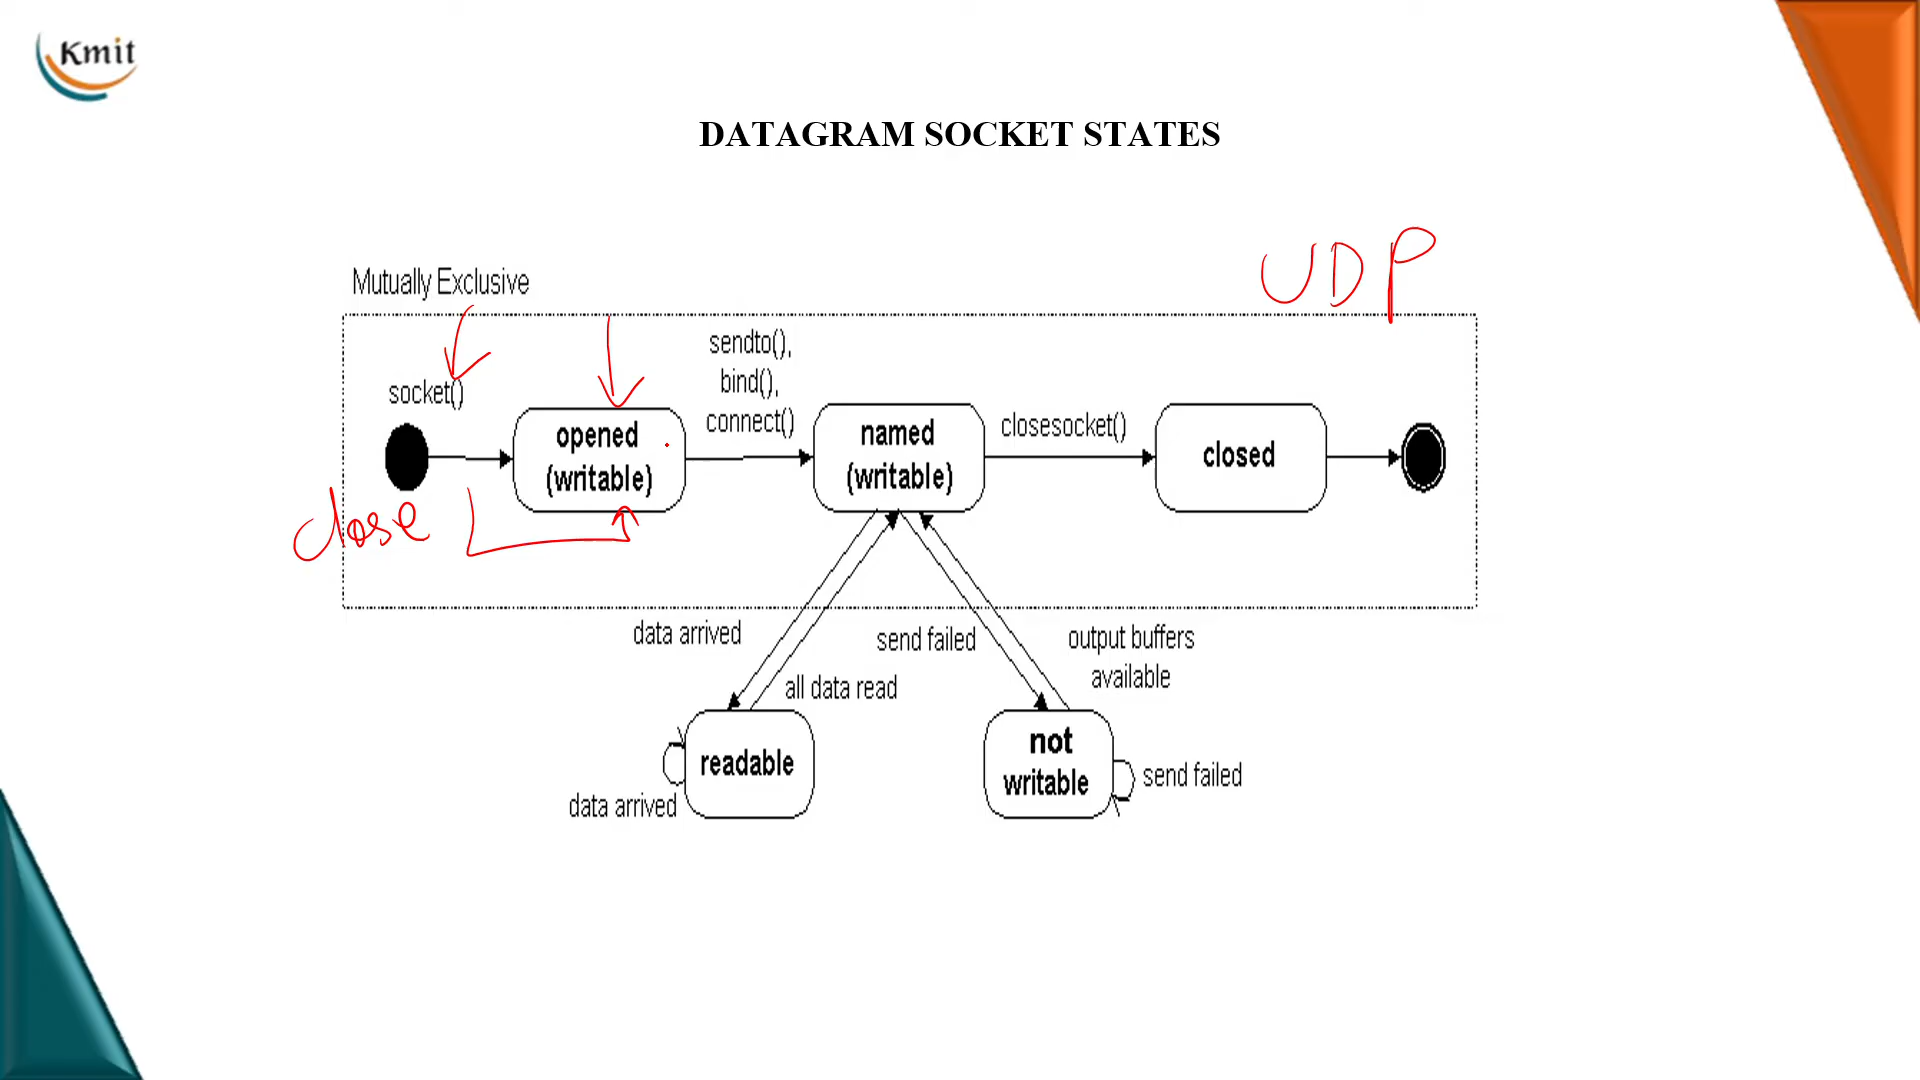 Kmit
DATAGRAM SOCKET STATES
UDP
Mutually Exclusive
socket()
sendto(),
bind(),
connect()
closesocket()
opened
(writable)
named
(writable)
closed
close
data arrived
all data read
send failed
output buffers
available
readable
data arrived
not
writable
send failed